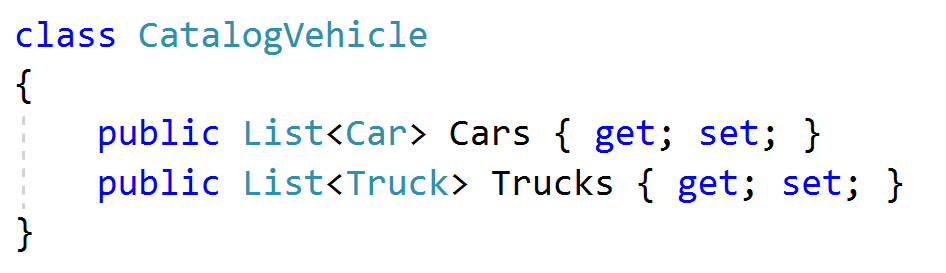 class CatalogVehicle
{
    public List<Car> Cars { get; set; }
    public List<Truck> Trucks { get; set; }
}